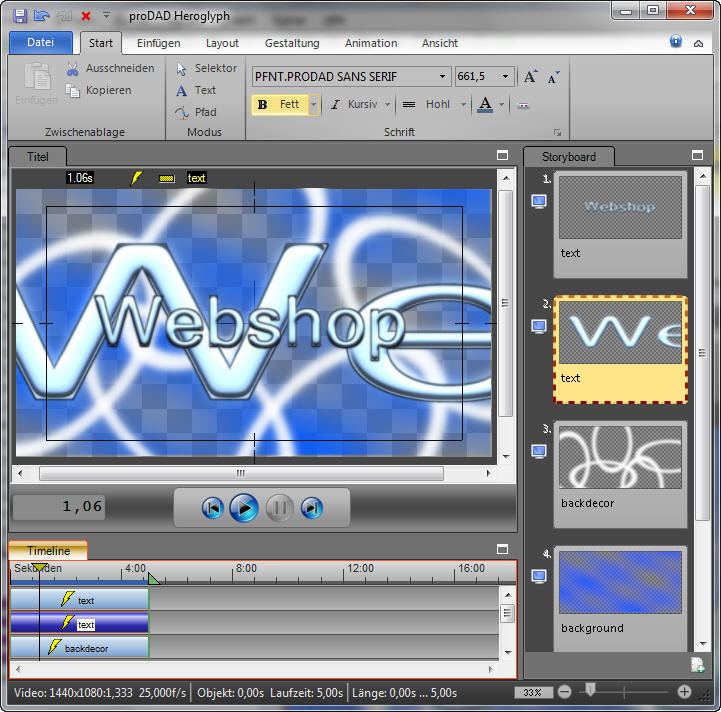 proDAD Heroglyph
Datei Start Einfügen Layout Gestaltung Animation Ansicht
Einfügen
Ausschneiden
Kopieren
Zwischenablage
Selektor
Text
Pfad
Modus
PFNT.PRODAD SANS SERIF 661,5 A A
B Fett I Kursiv Hohl A
Schrift
Titel
1.06s text
We
Webshop
1,06
Storyboard
1.
Webshop
text
2.
We
text
3.
backdecor
4.
background
Timeline
Sekunden 4:00 8:00 12:00 16:00
text
text
backdecor
Video: 1440x1080:1,333 25,000f/s Objekt: 0,00s Laufzeit: 5,00s Länge: 0,00s ... 5,00s 33%